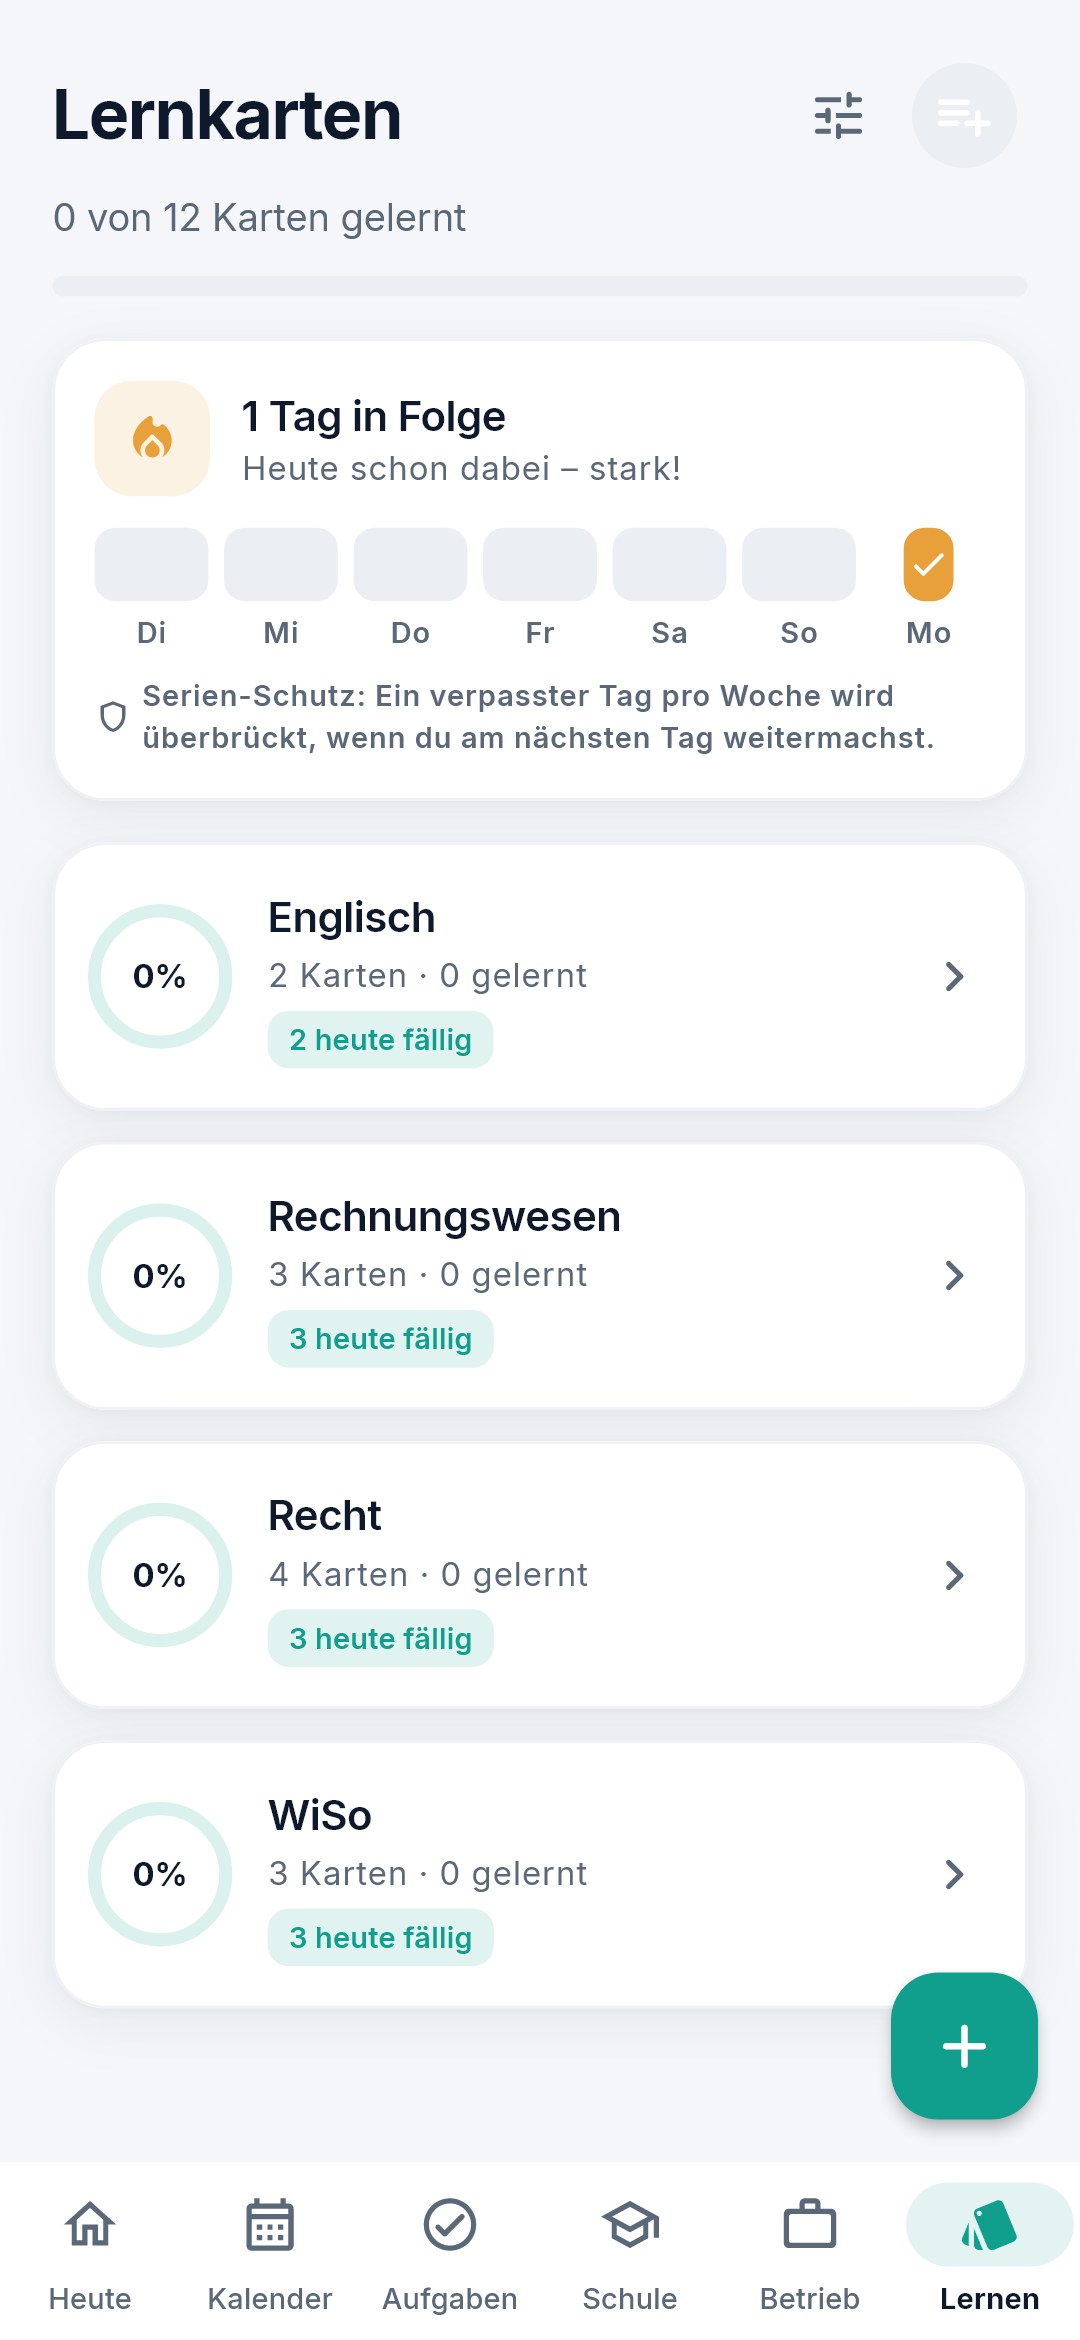 Lernkarten
0 von 12 Karten gelernt
1 Tag in Folge
Heute schon dabei – stark!
Di Mi Do Fr Sa So Mo
Serien-Schutz: Ein verpasster Tag pro Woche wird
überbrückt, wenn du am nächsten Tag weitermachst.
Englisch
0%
2 Karten · 0 gelernt
2 heute fällig
Rechnungswesen
0%
3 Karten · 0 gelernt
3 heute fällig
Recht
0%
4 Karten · 0 gelernt
3 heute fällig
WiSo
0%
3 Karten · 0 gelernt
3 heute fällig
Heute Kalender Aufgaben Schule Betrieb Lernen